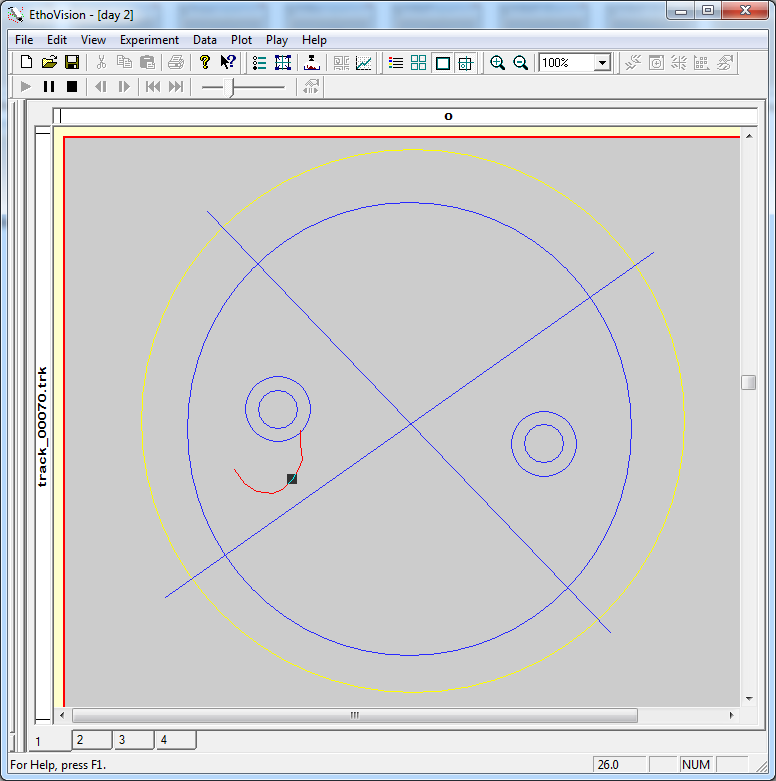 EthoVision - [day 2]
File Edit View Experiment Data Plot Play Help
100%
o
track_00070.trk
1 2 3 4
For Help, press F1. 26.0 NUM